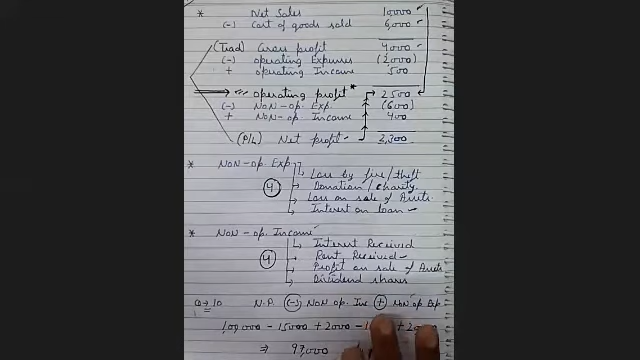 * Net Sales 10000
(-) Cost of goods sold 6,000
(Trad) Gross profit 4000
(-) Operating Expenses (2000)
+ Operating Income 500
Operating profit* 2500
(-) NON-Op. Exp. (600)
+ NON-op Income 400
(P/L) Net profit 2,300
* NON-op. Exp
(4) Loss by fire/theft
Donation/charity
Loss on sale of Assets
Interest on loan
* NON-op. Income
(4) Interest Received
Rent Received
Profit on sale of Assets
Dividend shares
Q→10 N.P. (-) NON op. Inc (+) Non op Exp
1,00,000 - 15000 + 2000 -
⇒ 97,000